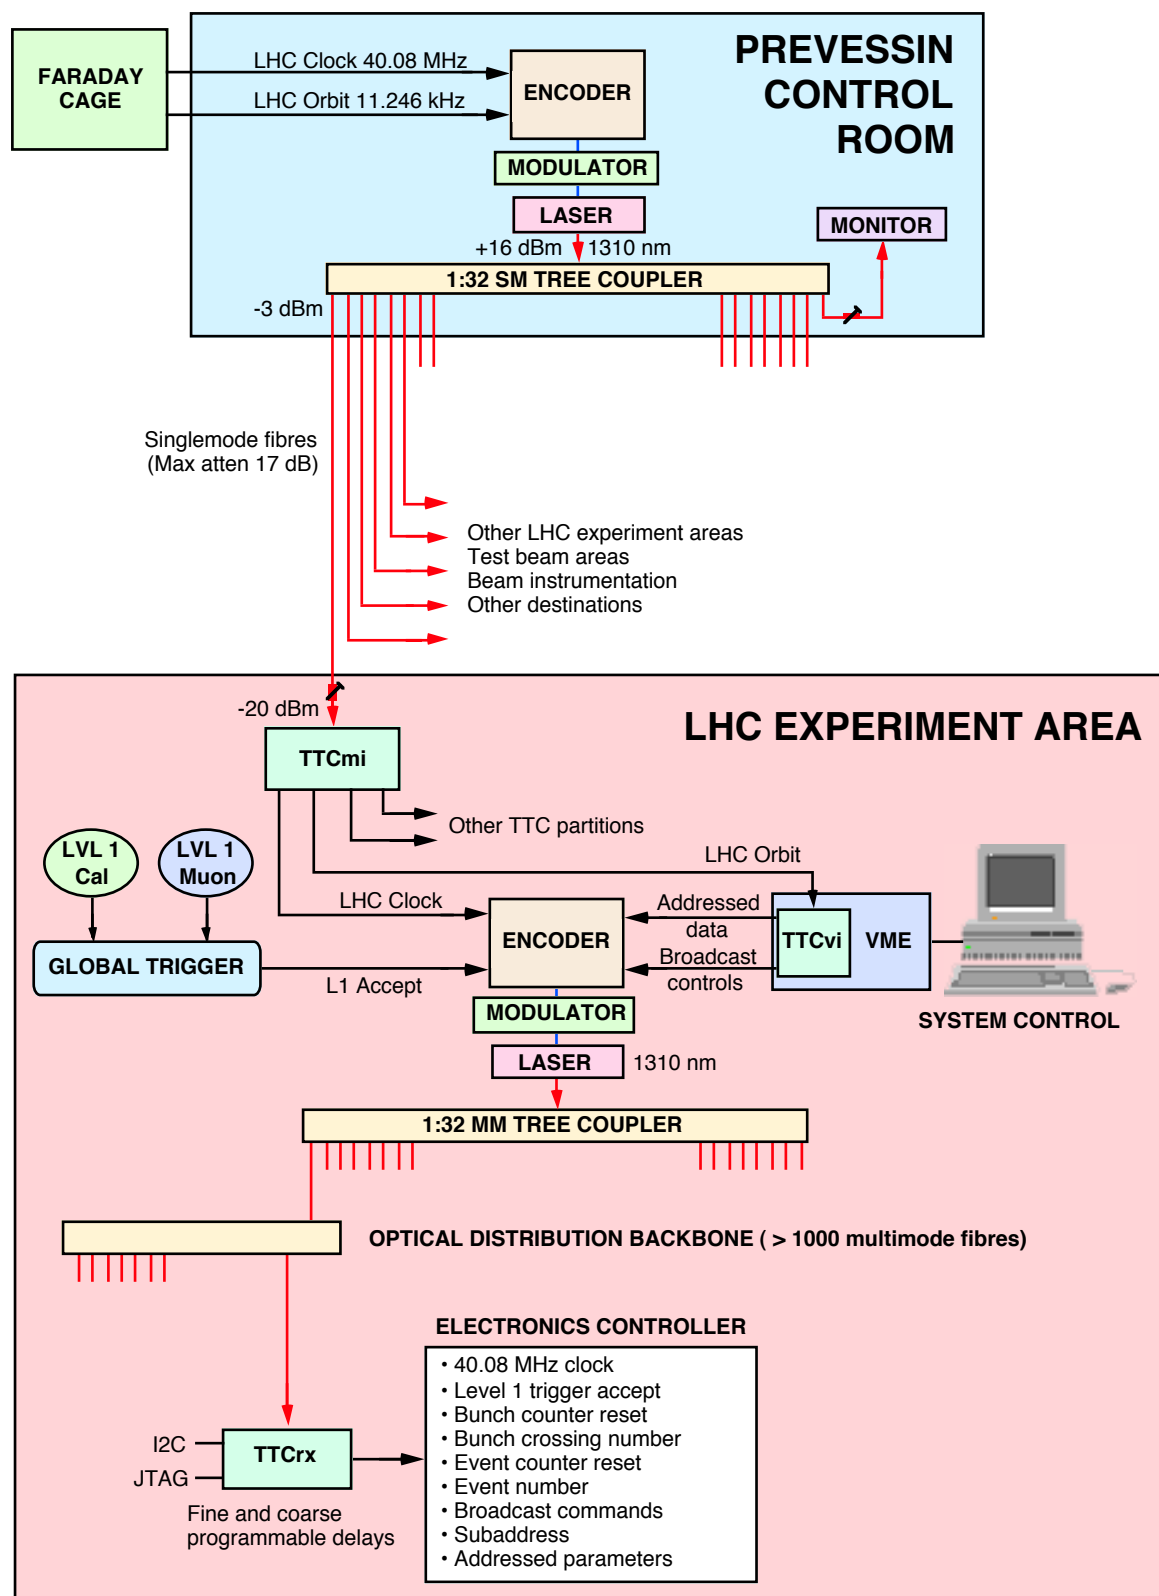 FARADAY
CAGE
LHC Clock 40.08 MHz
LHC Orbit 11.246 kHz
ENCODER
PREVESSIN
CONTROL
ROOM
MODULATOR
LASER
MONITOR
+16 dBm
1310 nm
1:32 SM TREE COUPLER
-3 dBm
Singlemode fibres
(Max atten 17 dB)
Other LHC experiment areas
Test beam areas
Beam instrumentation
Other destinations
-20 dBm
LHC EXPERIMENT AREA
TTCmi
Other TTC partitions
LVL 1
Cal
LVL 1
Muon
LHC Orbit
LHC Clock
ENCODER
Addressed
data
TTCvi
VME
GLOBAL TRIGGER
L1 Accept
Broadcast
controls
MODULATOR
SYSTEM CONTROL
LASER
1310 nm
1:32 MM TREE COUPLER
OPTICAL DISTRIBUTION BACKBONE ( > 1000 multimode fibres)
ELECTRONICS CONTROLLER
• 40.08 MHz clock
• Level 1 trigger accept
• Bunch counter reset
• Bunch crossing number
• Event counter reset
• Event number
• Broadcast commands
• Subaddress
• Addressed parameters
I2C
JTAG
TTCrx
Fine and coarse
programmable delays